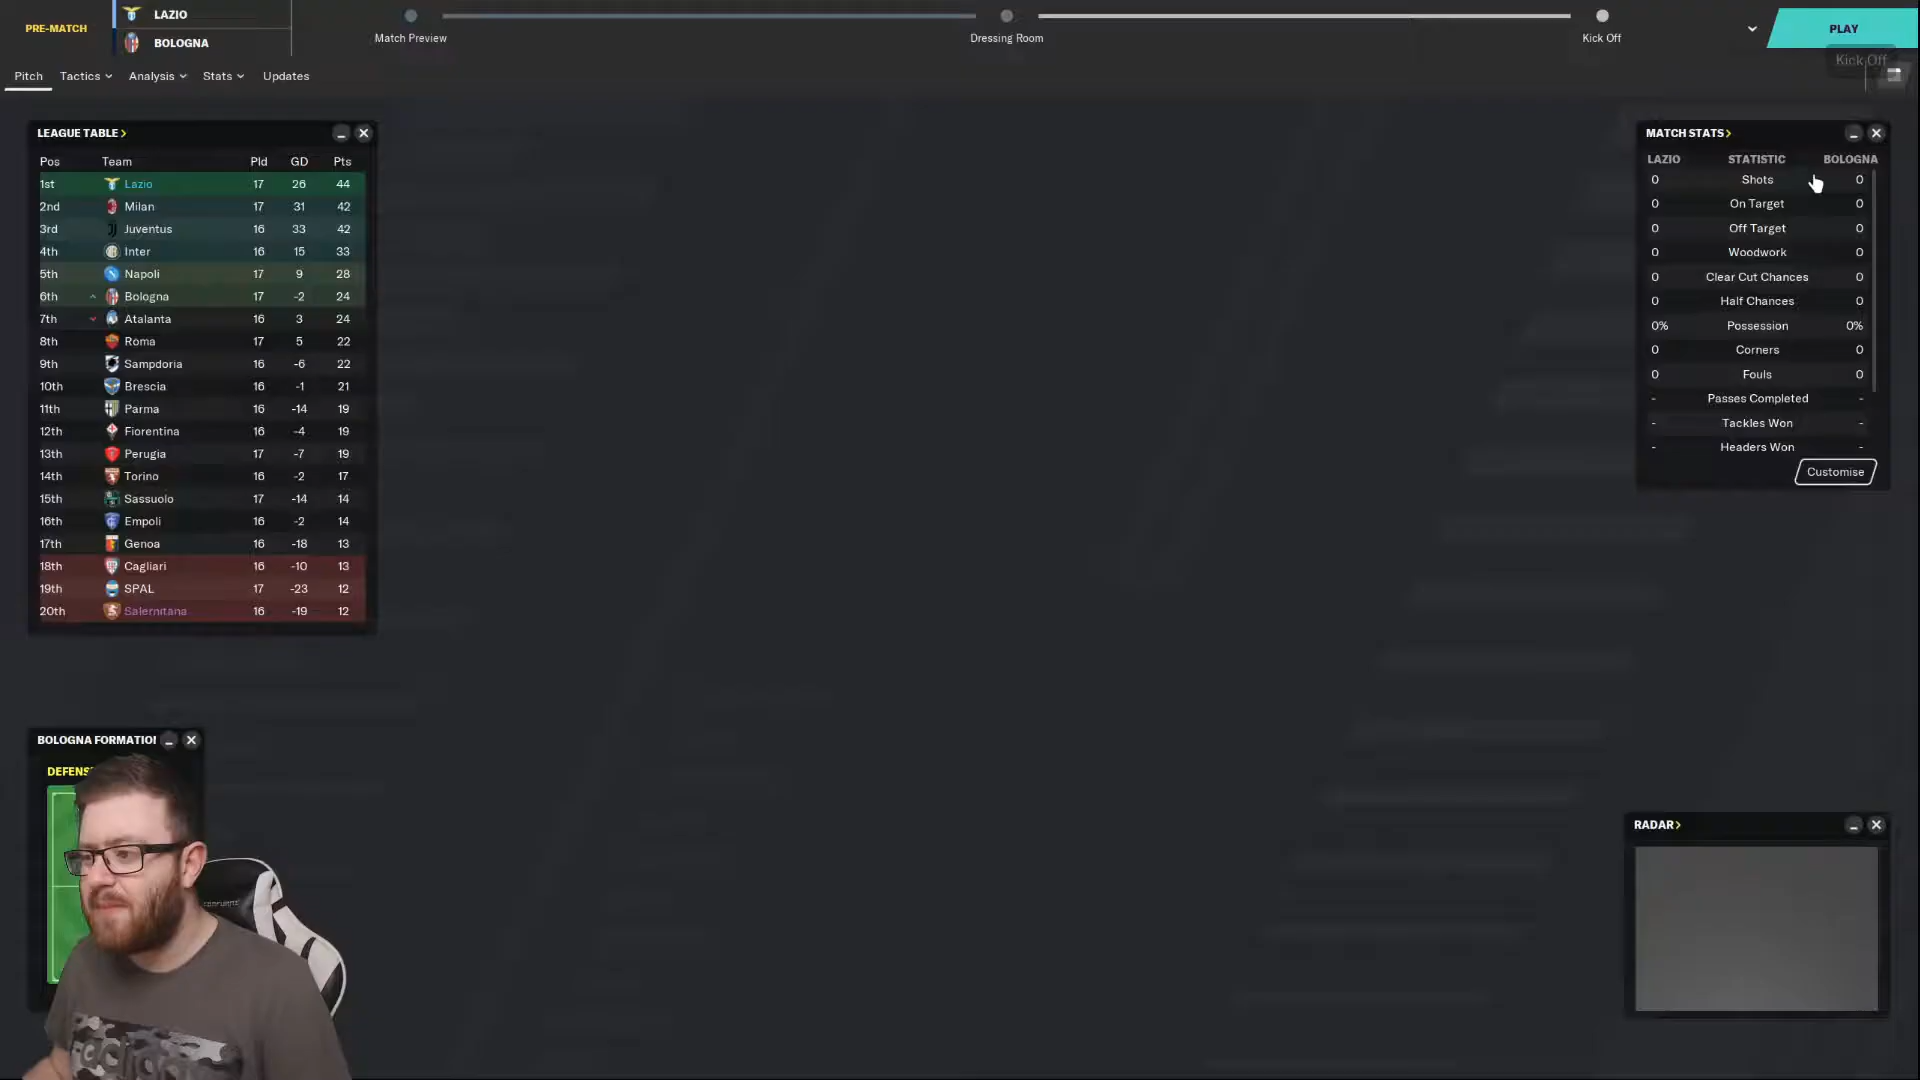 PRE-MATCH
LAZIO
BOLOGNA
Match Preview
Dressing Room
Kick Off
PLAY
Kick Off
Pitch Tactics Analysis Stats Updates
LEAGUE TABLE
Pos Team Pld GD Pts
1st Lazio 17 26 44
2nd Milan 17 31 42
3rd Juventus 16 33 42
4th Inter 16 15 33
5th Napoli 17 9 28
6th Bologna 17 -2 24
7th Atalanta 16 3 24
8th Roma 17 5 22
9th Sampdoria 16 -6 22
10th Brescia 16 -1 21
11th Parma 16 -14 19
12th Fiorentina 16 -4 19
13th Perugia 17 -7 19
14th Torino 16 -2 17
15th Sassuolo 17 -14 14
16th Empoli 16 -2 14
17th Genoa 16 -18 13
18th Cagliari 16 -10 13
19th SPAL 17 -23 12
20th Salernitana 16 -19 12
MATCH STATS
LAZIO STATISTIC BOLOGNA
0 Shots 0
0 On Target 0
0 Off Target 0
0 Woodwork 0
0 Clear Cut Chances 0
0 Half Chances 0
0% Possession 0%
0 Corners 0
0 Fouls 0
- Passes Completed -
- Tackles Won -
- Headers Won -
Customise
BOLOGNA FORMATION
DEFENS
RADAR